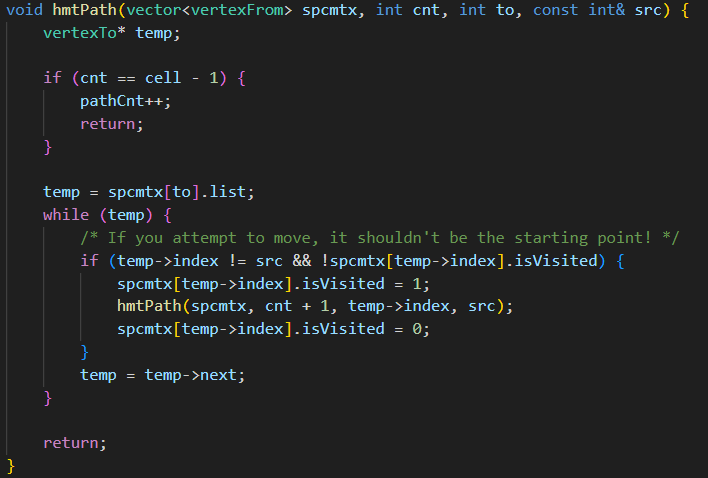 void hmtPath(vector<vertexFrom> spcmtx, int cnt, int to, const int& src) {
    vertexTo* temp;

    if (cnt == cell - 1) {
        pathCnt++;
        return;
    }

    temp = spcmtx[to].list;
    while (temp) {
        /* If you attempt to move, it shouldn't be the starting point! */
        if (temp->index != src && !spcmtx[temp->index].isVisited) {
            spcmtx[temp->index].isVisited = 1;
            hmtPath(spcmtx, cnt + 1, temp->index, src);
            spcmtx[temp->index].isVisited = 0;
        }
        temp = temp->next;
    }

    return;
}